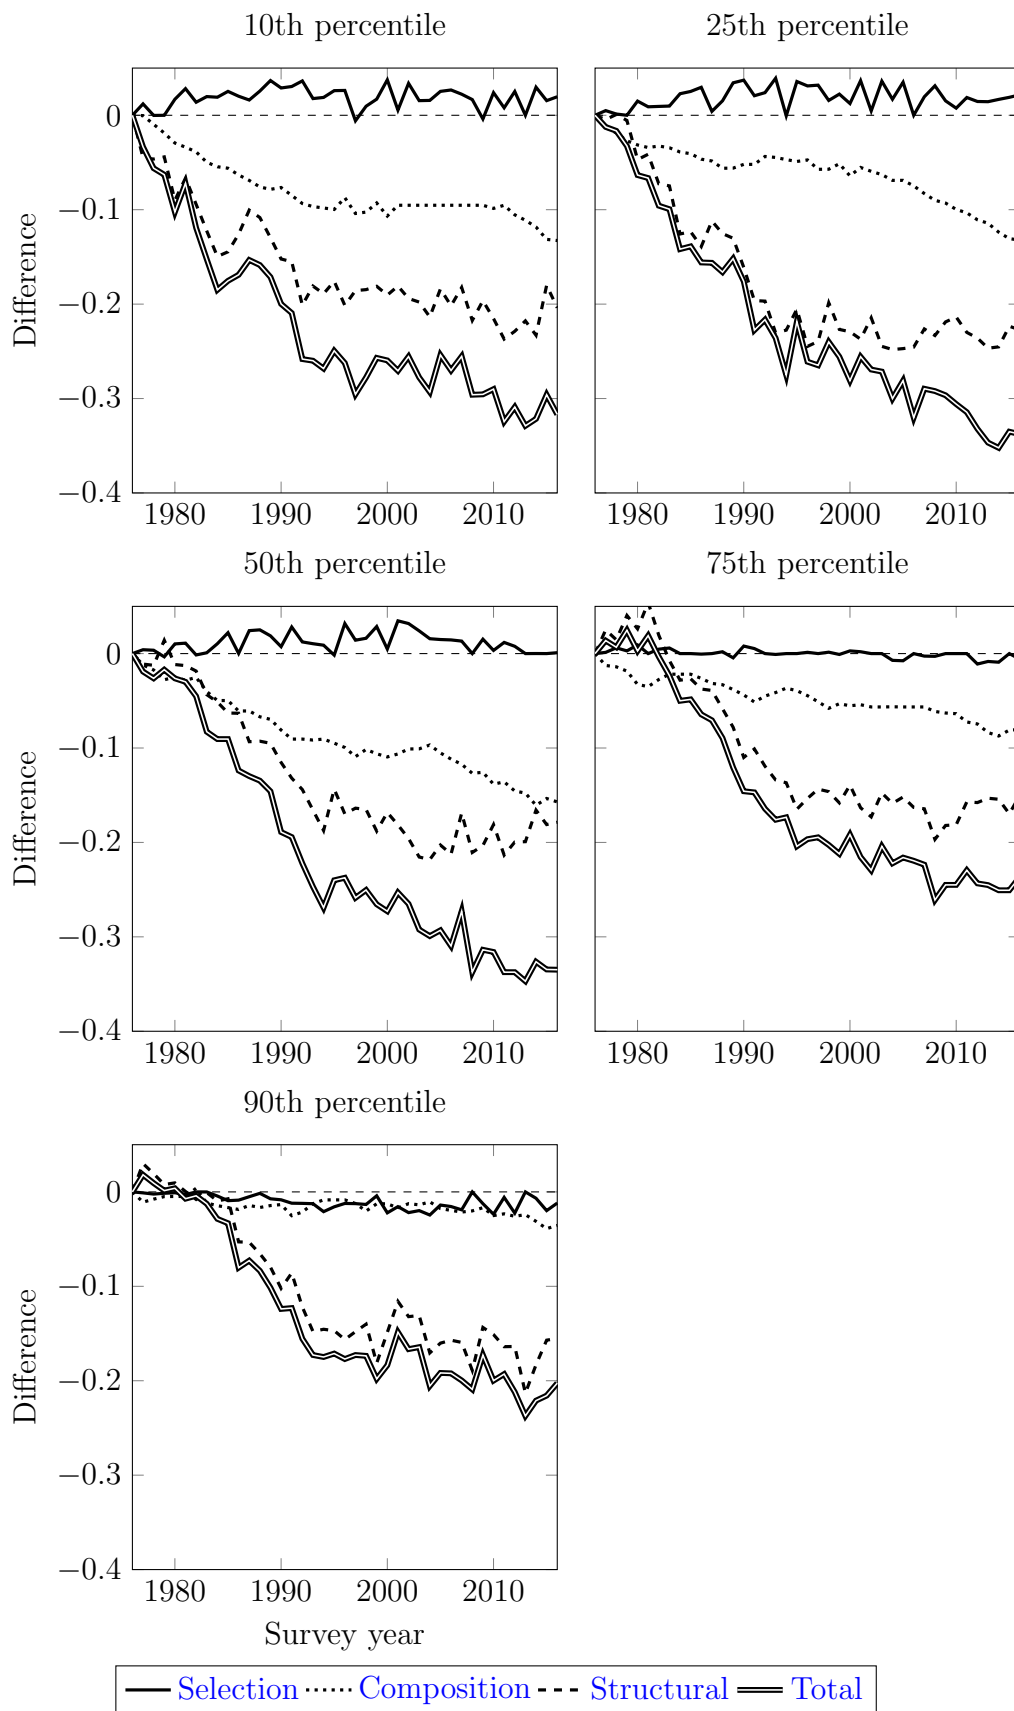 10th percentile
25th percentile
0
−0.1
−0.2
−0.3
−0.4
Difference
1980 1990 2000 2010
1980 1990 2000 2010
50th percentile
75th percentile
0
−0.1
−0.2
−0.3
−0.4
Difference
1980 1990 2000 2010
1980 1990 2000 2010
90th percentile
0
−0.1
−0.2
−0.3
−0.4
Difference
1980 1990 2000 2010
Survey year
Selection Composition Structural Total